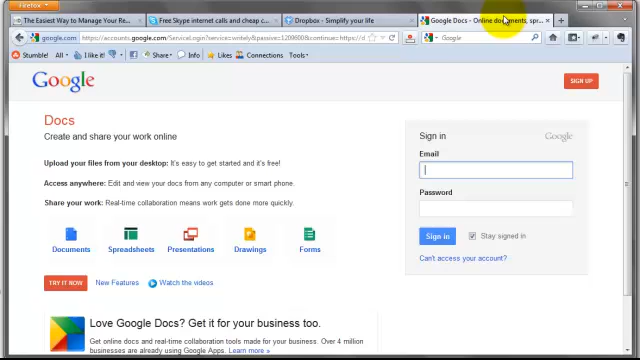 Firefox
The Easiest Way to Manage Your Re...
Free Skype internet calls and cheap c...
Dropbox - Simplify your life
Google Docs - Online documents, spr...
google.com
https://accounts.google.com/ServiceLogin?service=writely&passive=1209600&continue=https://d
Google
Stumble!
I like it!
Share
Info
Favorites
Stumblers
Tools
Google
SIGN UP
Docs
Create and share your work online
Upload your files from your desktop: It's easy to get started and it's free!
Access anywhere: Edit and view your docs from any computer or smart phone.
Share your work: Real-time collaboration means work gets done more quickly.
Documents
Spreadsheets
Presentations
Drawings
Forms
TRY IT NOW
New Features
Watch the videos
Love Google Docs? Get it for your business too.
Get online docs and real-time collaboration tools made for your business. Over 4 million
businesses are already using Google Apps. Learn more »
Sign in
Google
Email
Password
Sign in
Stay signed in
Can't access your account?